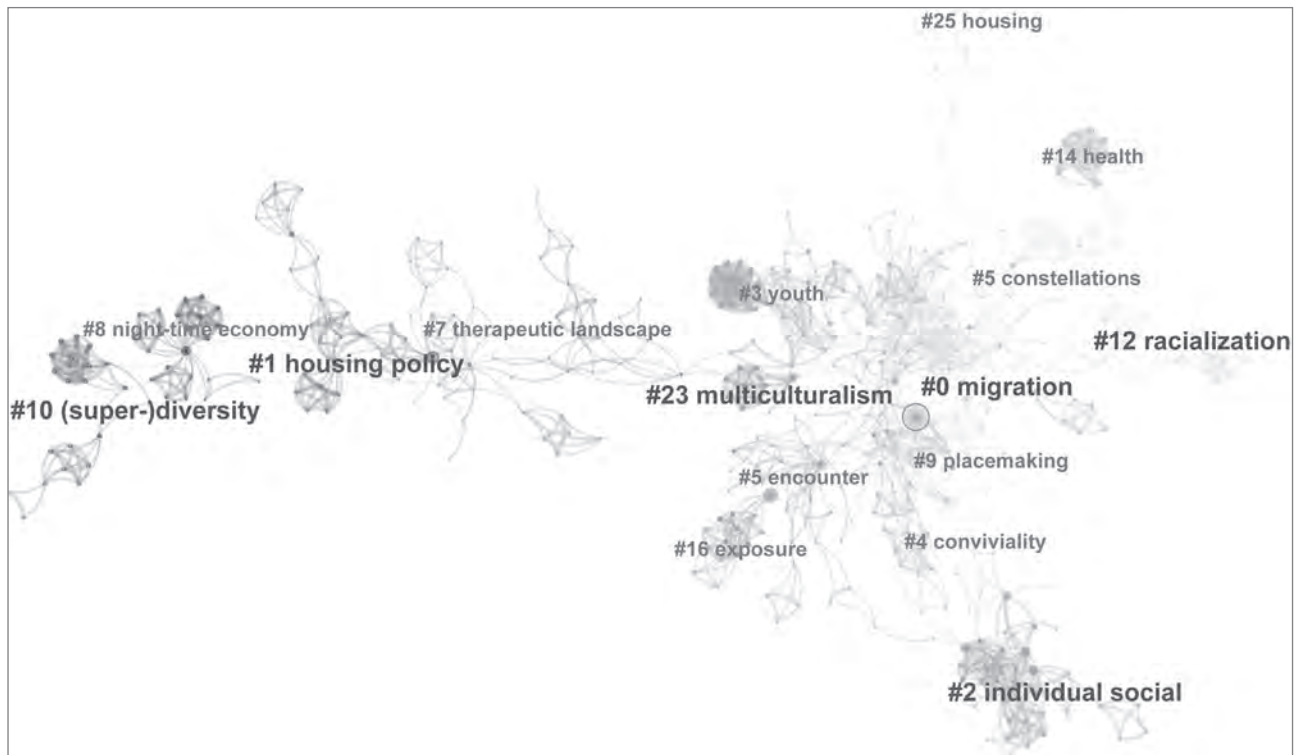 #25 housing
#14 health
#5 constellations
#3 youth
#8 night-time economy
#7 therapeutic landscape
#12 racialization
#1 housing policy
#23 multiculturalism
#0 migration
#10 (super-)diversity
#9 placemaking
#5 encounter
#16 exposure
#4 conviviality
#2 individual social